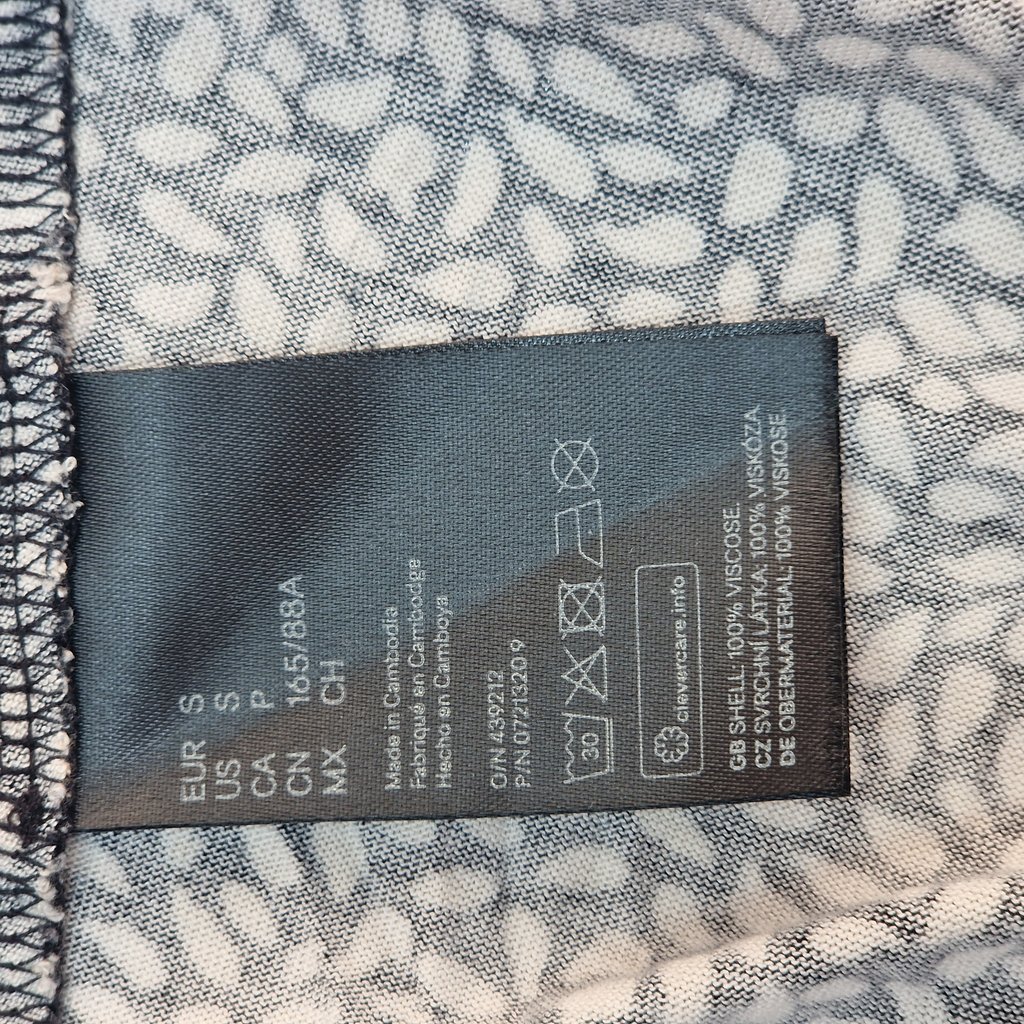 EUR S
US S
CA P
CN 165/88A
MX CH
Made in Cambodia
Fabriqué en Cambodge
Hecho en Camboya
O/N 439212
P/N 0721320 9
30
clevercare.info
GB SHELL: 100% VISCOSE.
CZ SVRCHNÍ LÁTKA: 100% VISKÓZA
DE OBERMATERIAL: 100% VISKOSE